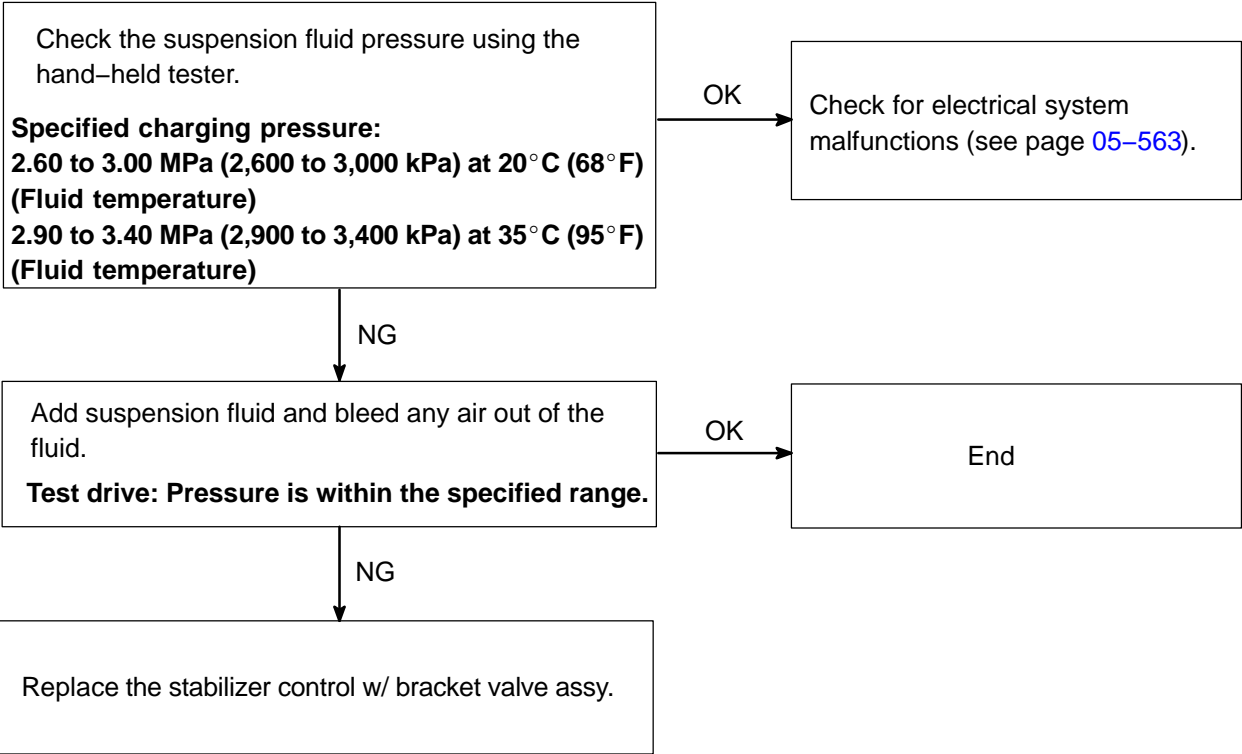 Check the suspension fluid pressure using the
hand–held tester.
Specified charging pressure:
2.60 to 3.00 MPa (2,600 to 3,000 kPa) at 20°C (68°F)
(Fluid temperature)
2.90 to 3.40 MPa (2,900 to 3,400 kPa) at 35°C (95°F)
(Fluid temperature)
OK
Check for electrical system
malfunctions (see page 05–563).
NG
Add suspension fluid and bleed any air out of the
fluid.
Test drive: Pressure is within the specified range.
OK
End
NG
Replace the stabilizer control w/ bracket valve assy.